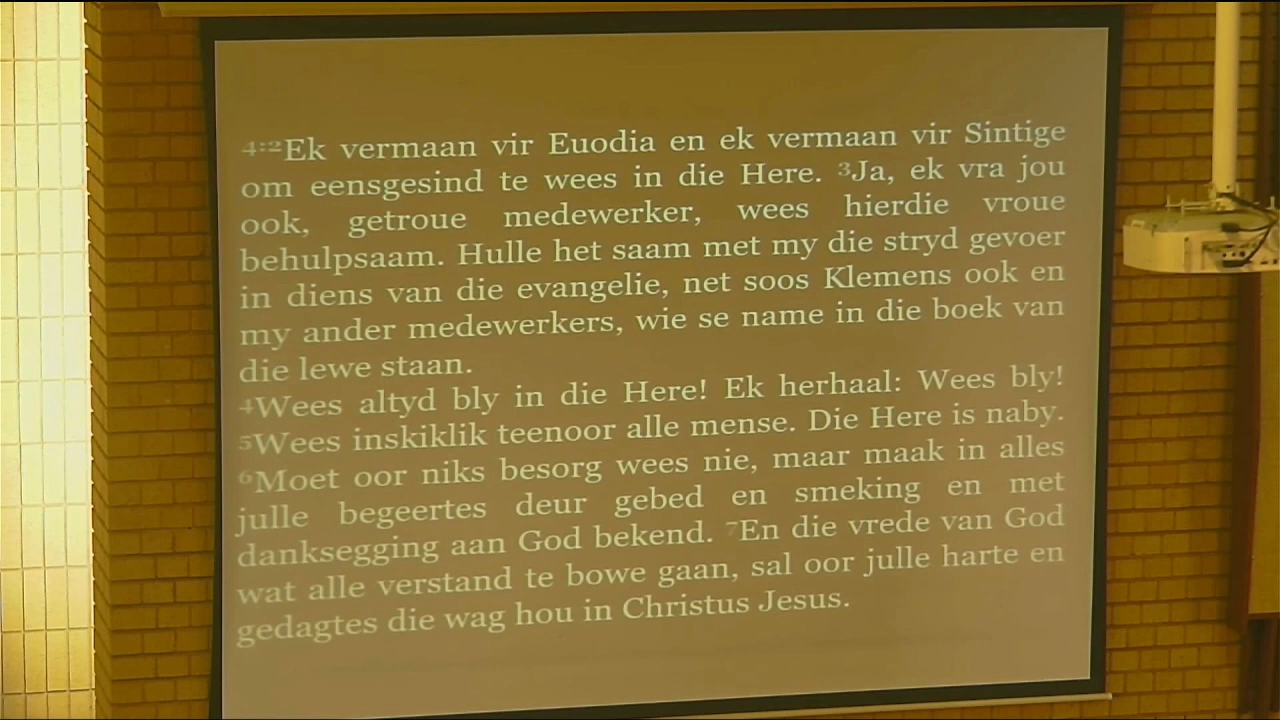 4:2Ek vermaan vir Euodia en ek vermaan vir Sintige
om eensgesind te wees in die Here. 3Ja, ek vra jou
ook, getroue medewerker, wees hierdie vroue
behulpsaam. Hulle het saam met my die stryd gevoer
in diens van die evangelie, net soos Klemens ook en
my ander medewerkers, wie se name in die boek van
die lewe staan.
4Wees altyd bly in die Here! Ek herhaal: Wees bly!
5Wees inskiklik teenoor alle mense. Die Here is naby.
6Moet oor niks besorg wees nie, maar maak in alles
julle begeertes deur gebed en smeking en met
danksegging aan God bekend. 7En die vrede van God
wat alle verstand te bowe gaan, sal oor julle harte en
gedagtes die wag hou in Christus Jesus.